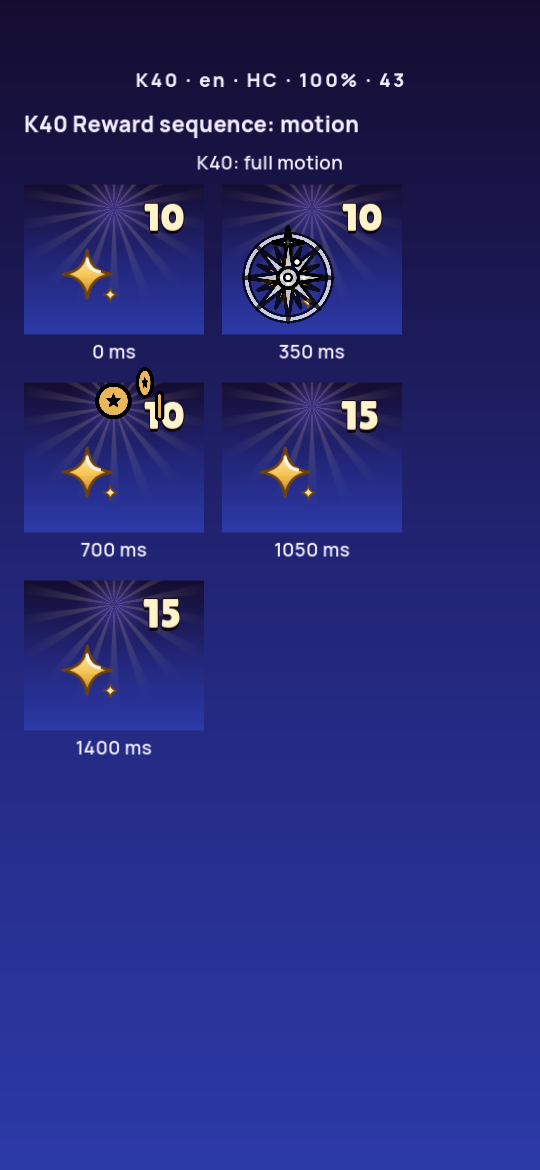 K40 · en · HC · 100% · 43
K40 Reward sequence: motion
K40: full motion
10 10
0 ms 350 ms
10 15
700 ms 1050 ms
15
1400 ms